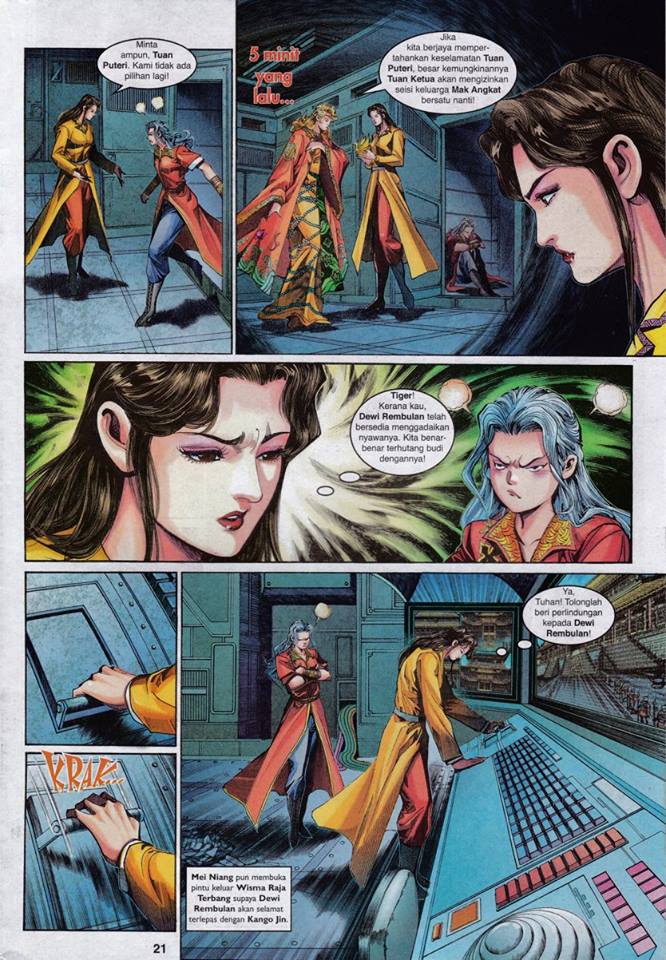 Minta
ampun, Tuan
Puteri. Kami tidak ada
pilihan lagi!
5 minit
yang
lalu...
Jika
kita berjaya memper-
tahankan keselamatan Tuan
Puteri, besar kemungkinannya
Tuan Ketua akan mengizinkan
seisi keluarga Mak Angkat
bersatu nanti!
Tiger!
Kerana kau,
Dewi Rembulan telah
bersedia menggadaikan
nyawanya. Kita benar-
benar terhutang budi
dengannya!
KRAK...
Ya,
Tuhan! Tolonglah
beri perlindungan
kepada Dewi
Rembulan!
Mei Niang pun membuka
pintu keluar Wisma Raja
Terbang supaya Dewi
Rembulan akan selamat
terlepas dengan Kango Jin.
21